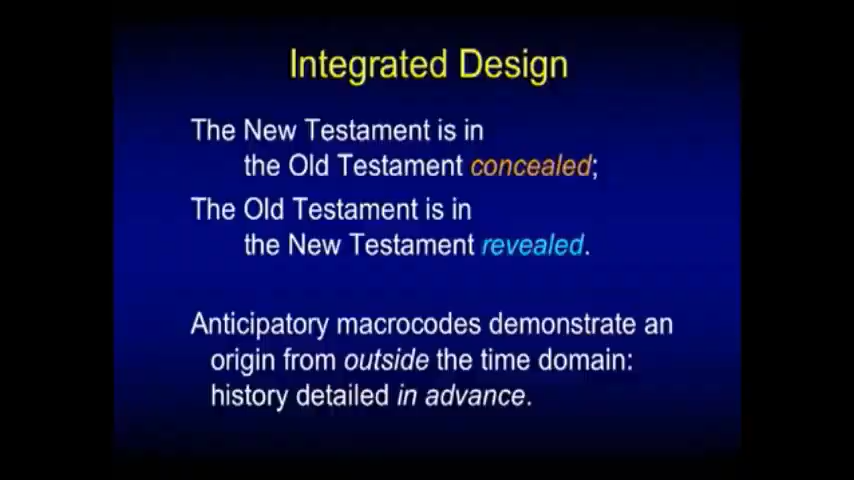 Integrated Design
The New Testament is in
the Old Testament concealed;
The Old Testament is in
the New Testament revealed.
Anticipatory macrocodes demonstrate an
origin from outside the time domain:
history detailed in advance.